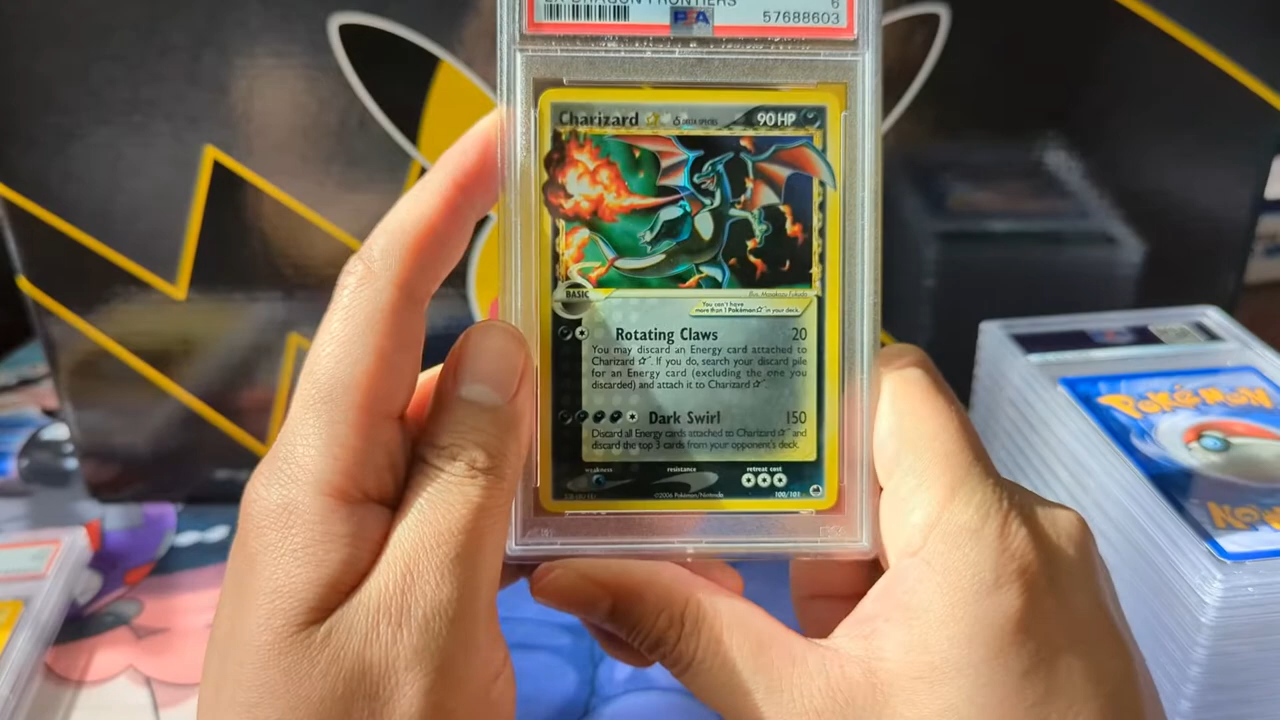 EX DRAGON FRONTIERS 6
PSA 57688603
Charizard ☆ δ DELTA SPECIES 90 HP
BASIC
Illus. Masakazu Fukuda
You can't have
more than 1 Pokémon☆ in your deck.
Rotating Claws 20
You may discard an Energy card attached to
Charizard ☆. If you do, search your discard pile
for an Energy card (excluding the one you
discarded) and attach it to Charizard ☆.
Dark Swirl 150
Discard all Energy cards attached to Charizard ☆ and
discard the top 3 cards from your opponent's deck.
weakness resistance retreat cost
©2006 Pokémon/Nintendo 100/101
POKéMON